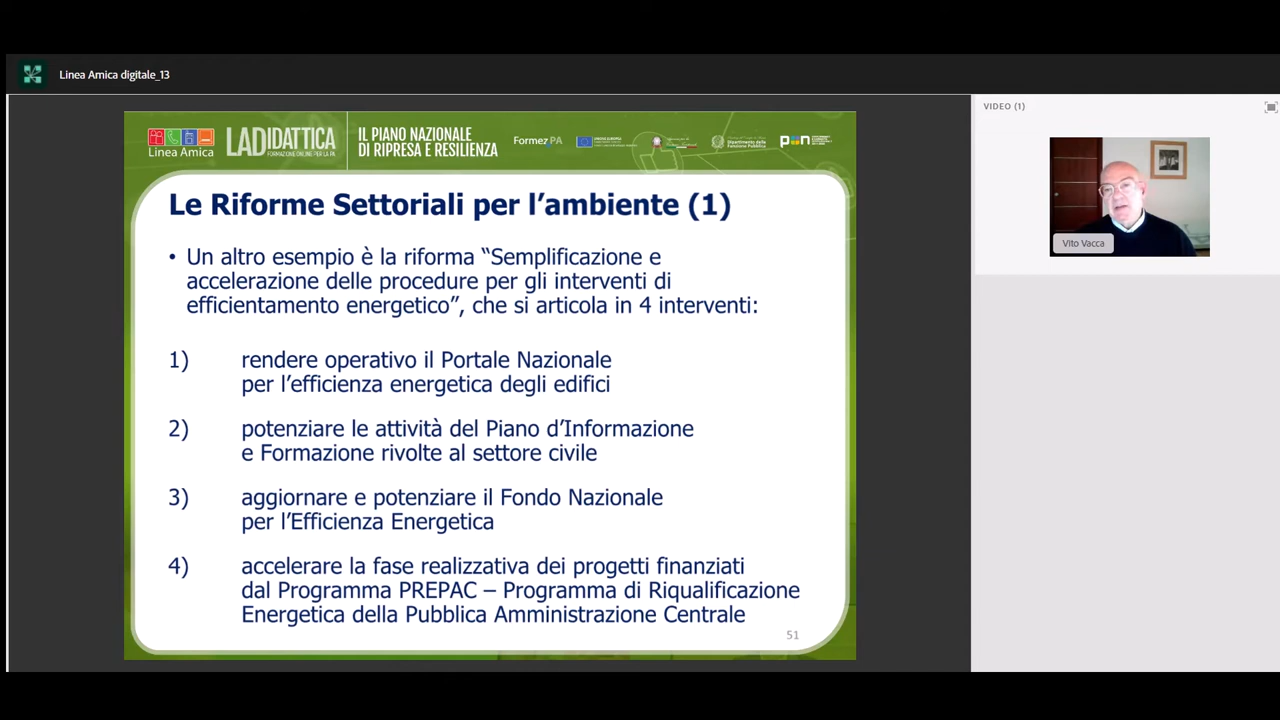 Linea Amica digitale_13
VIDEO (1)
Linea Amica
LADIDATTICA
FORMAZIONE ONLINE PER LA PA
IL PIANO NAZIONALE
DI RIPRESA E RESILIENZA
Formez PA
UNIONE EUROPEA
Dipartimento della
Funzione Pubblica
Le Riforme Settoriali per l’ambiente (1)
• Un altro esempio è la riforma “Semplificazione e
accelerazione delle procedure per gli interventi di
efficientamento energetico”, che si articola in 4 interventi:
1) rendere operativo il Portale Nazionale
per l’efficienza energetica degli edifici
2) potenziare le attività del Piano d’Informazione
e Formazione rivolte al settore civile
3) aggiornare e potenziare il Fondo Nazionale
per l’Efficienza Energetica
4) accelerare la fase realizzativa dei progetti finanziati
dal Programma PREPAC – Programma di Riqualificazione
Energetica della Pubblica Amministrazione Centrale
51
Vito Vacca